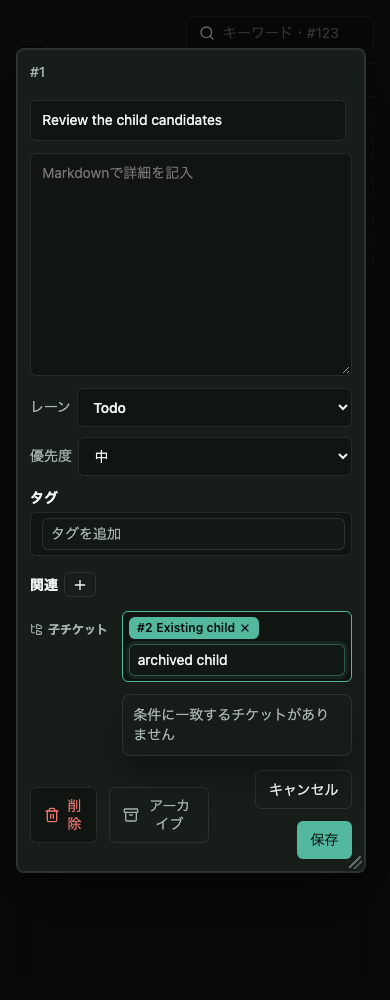 キーワード・#123
#1
Review the child candidates
Markdownで詳細を記入
レーン Todo
優先度 中
タグ
タグを追加
関連 +
子チケット #2 Existing child ×
archived child
条件に一致するチケットがあり
ません
キャンセル
削
除
アーカ
イブ
保存